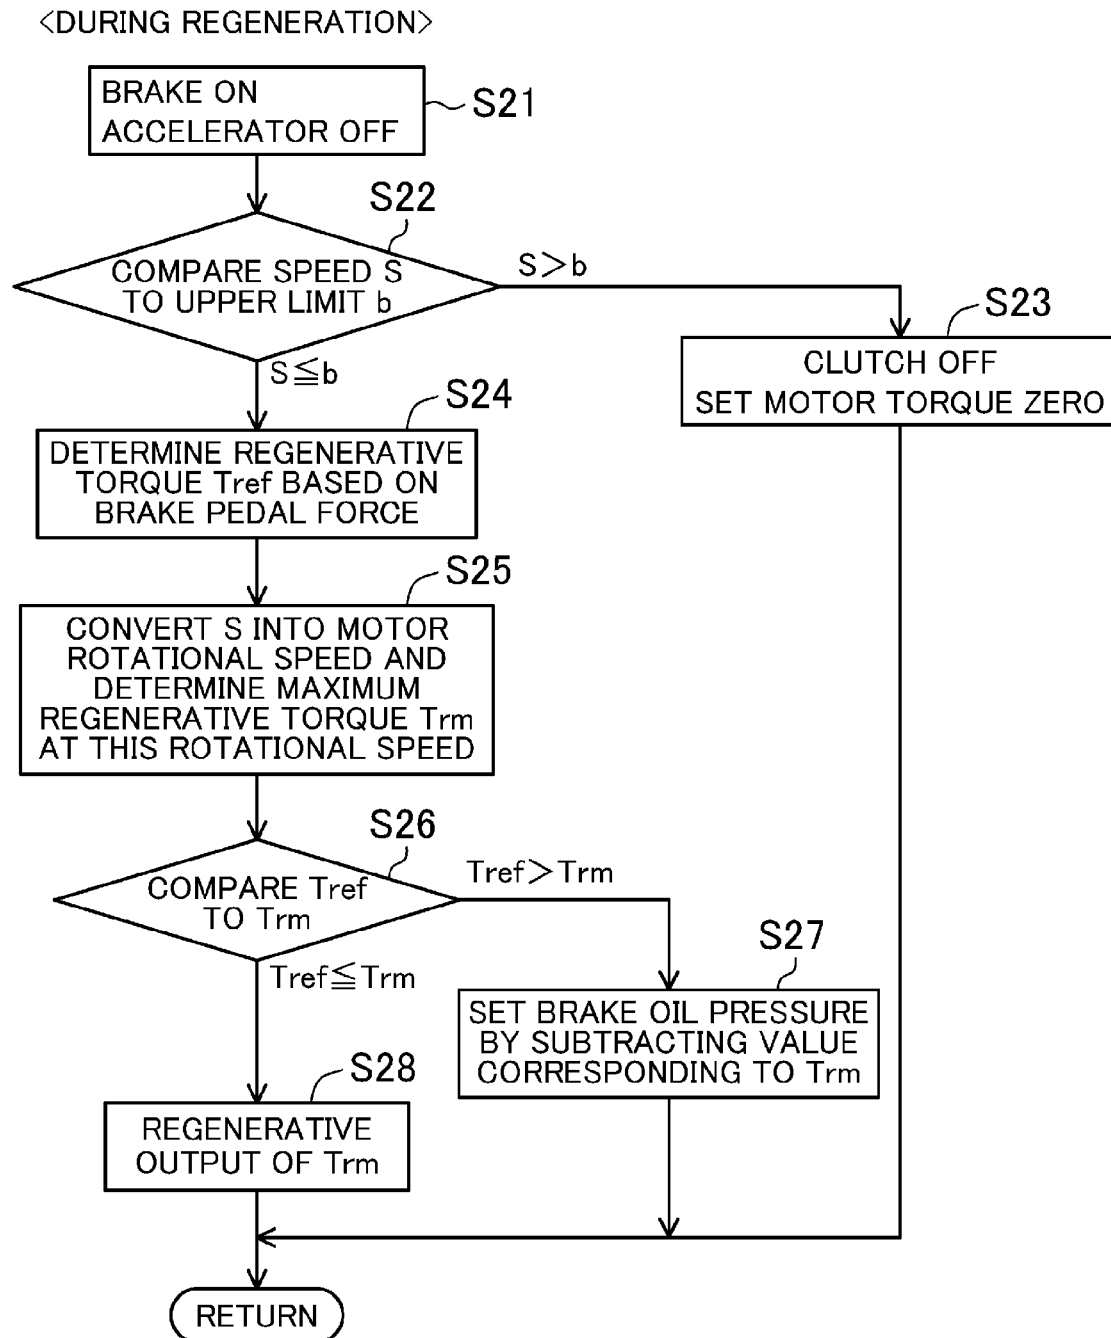 <DURING REGENERATION>
BRAKE ON
ACCELERATOR OFF
S21
S22
COMPARE SPEED S
TO UPPER LIMIT b
S>b
S≦b
S23
CLUTCH OFF
SET MOTOR TORQUE ZERO
S24
DETERMINE REGENERATIVE
TORQUE Tref BASED ON
BRAKE PEDAL FORCE
S25
CONVERT S INTO MOTOR
ROTATIONAL SPEED AND
DETERMINE MAXIMUM
REGENERATIVE TORQUE Trm
AT THIS ROTATIONAL SPEED
S26
COMPARE Tref
TO Trm
Tref>Trm
Tref≦Trm
S27
SET BRAKE OIL PRESSURE
BY SUBTRACTING VALUE
CORRESPONDING TO Trm
S28
REGENERATIVE
OUTPUT OF Trm
RETURN